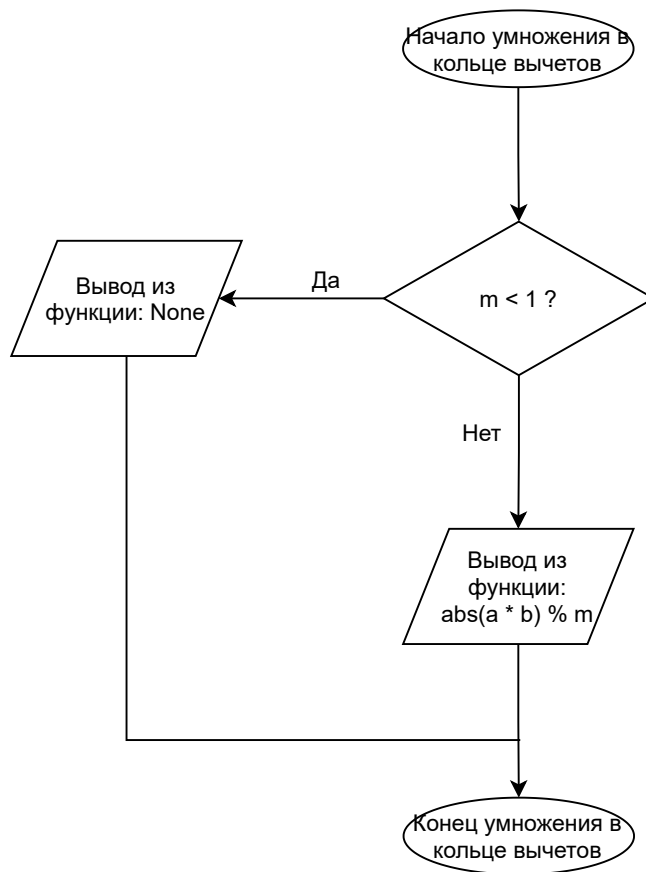 Начало умножения в
кольце вычетов
m < 1 ?
Да
Вывод из
функции: None
Нет
Вывод из
функции:
abs(a * b) % m
Конец умножения в
кольце вычетов